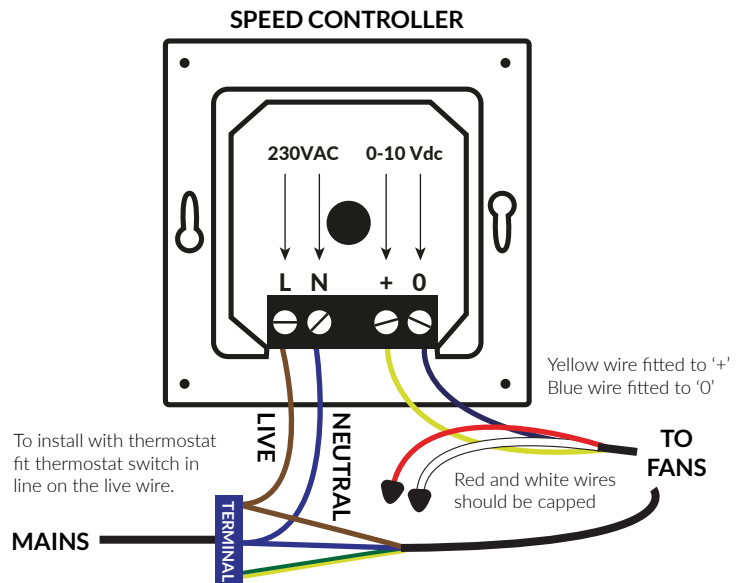 SPEED CONTROLLER
230VAC 0-10 Vdc
L N + 0
Yellow wire fitted to ‘+’
Blue wire fitted to ‘0’
LIVE
NEUTRAL
To install with thermostat
fit thermostat switch in
line on the live wire.
TO
FANS
Red and white wires
should be capped
TERMINAL
MAINS